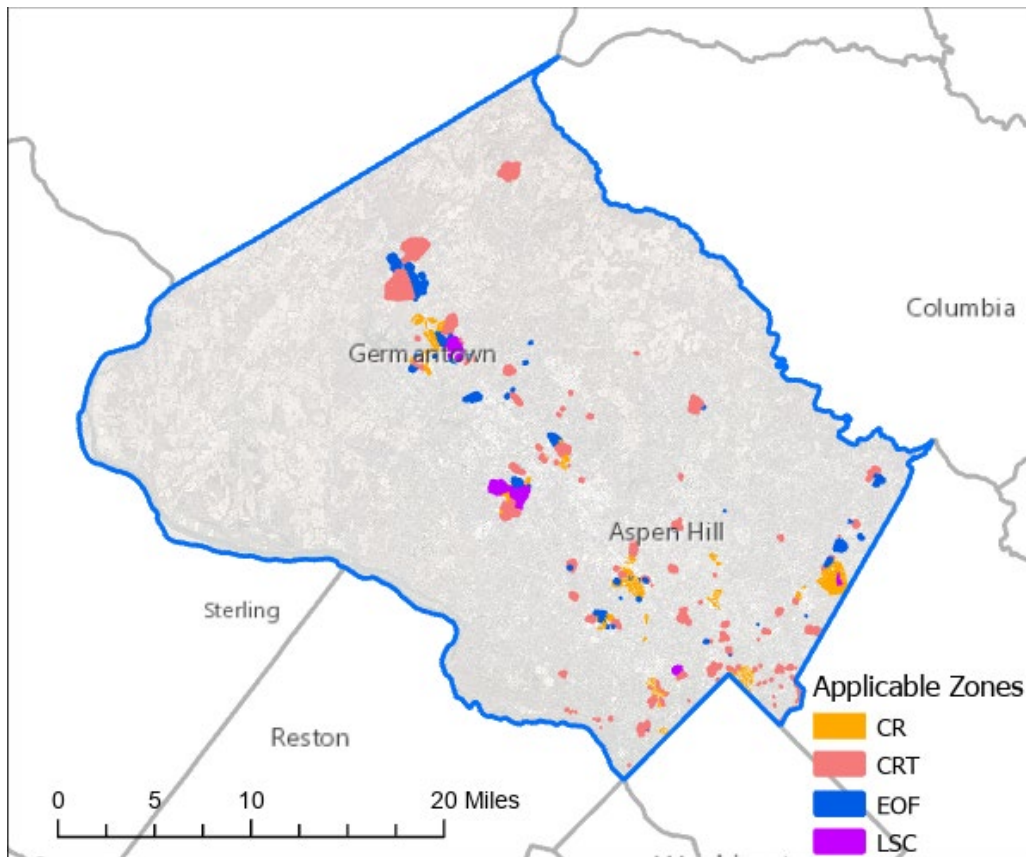 Columbia
Germantown
Aspen Hill
Sterling
Reston
Applicable Zones
CR
CRT
EOF
LSC
0 5 10 20 Miles